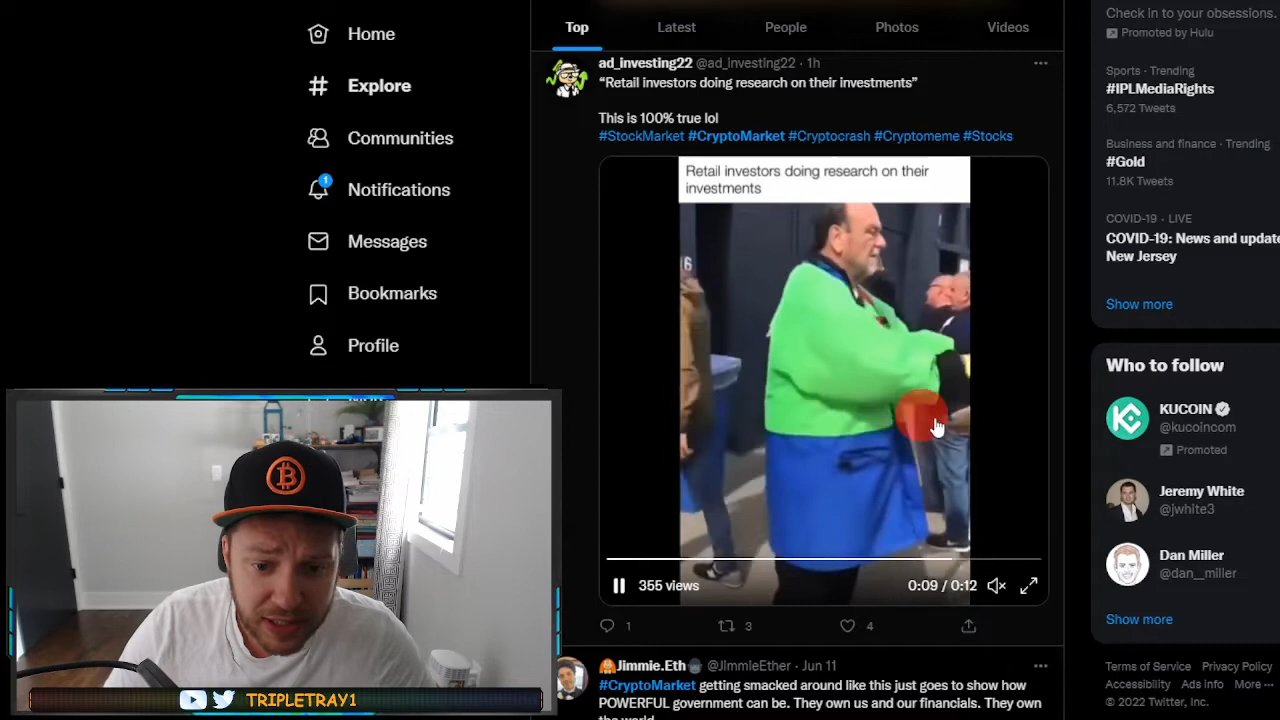 Home
Explore
Communities
1
Notifications
Messages
Bookmarks
Profile
Top
Latest
People
Photos
Videos
ad_investing22 @ad_investing22 · 1h
“Retail investors doing research on their investments”
This is 100% true lol
#StockMarket #CryptoMarket #Cryptocrash #Cryptomeme #Stocks
Retail investors doing research on their
investments
355 views
0:09 / 0:12
1
3
4
Jimmie.Eth @JImmieEther · Jun 11
#CryptoMarket getting smacked around like this just goes to show how
POWERFUL government can be. They own us and our financials. They own
the world
Check in to your obsessions.
Promoted by Hulu
Sports · Trending
#IPLMediaRights
6,572 Tweets
Business and finance · Trending
#Gold
11.8K Tweets
COVID-19 · LIVE
COVID-19: News and update
New Jersey
Show more
Who to follow
KUCOIN
@kucoincom
Promoted
Jeremy White
@jwhite3
Dan Miller
@dan__miller
Show more
Terms of Service Privacy Policy
Accessibility Ads info More ···
© 2022 Twitter, Inc.
TRIPLETRAY1